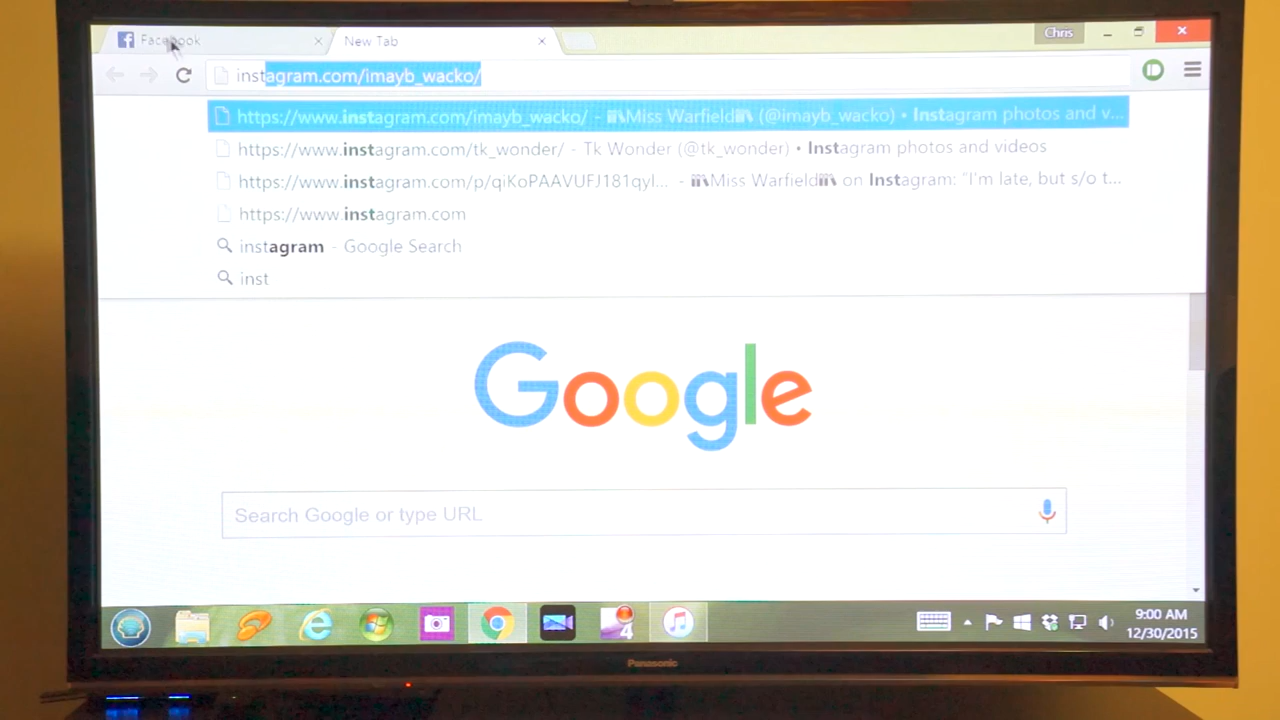 Facebook
New Tab
Chris
instagram.com/imayb_wacko/
https://www.instagram.com/imayb_wacko/ - Miss Warfield (@imayb_wacko) • Instagram photos and v...
https://www.instagram.com/tk_wonder/ - Tk Wonder (@tk_wonder) • Instagram photos and videos
https://www.instagram.com/p/qiKoPAAVUFJ181qyl... - Miss Warfield on Instagram: "I'm late, but s/o t...
https://www.instagram.com
instagram - Google Search
inst
Google
Search Google or type URL
4
9:00 AM
12/30/2015
Panasonic